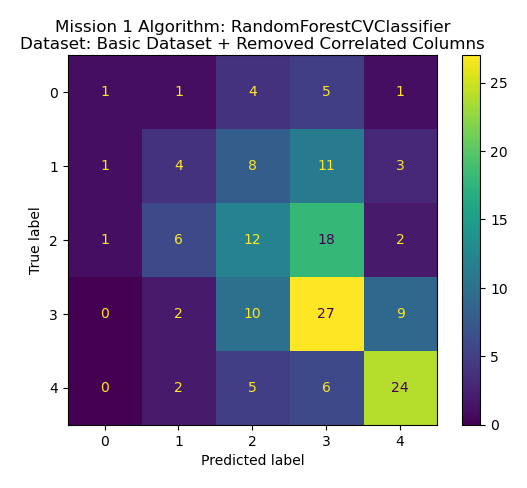 Mission 1 Algorithm: RandomForestCVClassifier
Dataset: Basic Dataset + Removed Correlated Columns
True label
0 1 1 4 5 1
1 1 4 8 11 3
2 1 6 12 18 2
3 0 2 10 27 9
4 0 2 5 6 24
0 1 2 3 4
Predicted label
25
20
15
10
5
0